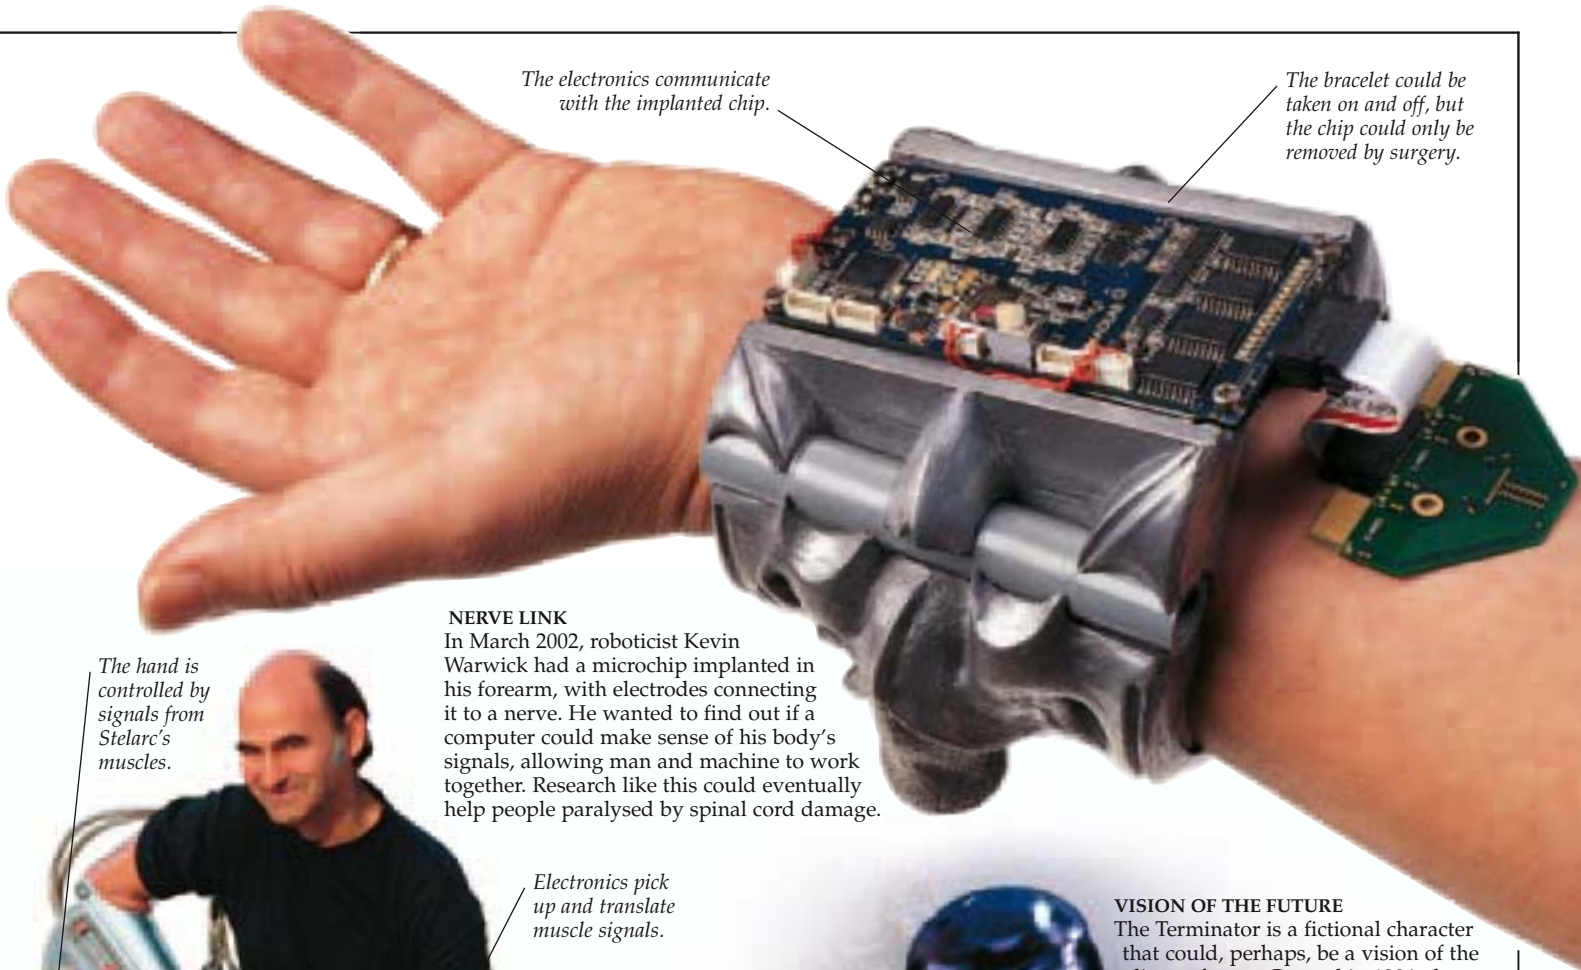 The electronics communicate
with the implanted chip.
The bracelet could be
taken on and off, but
the chip could only be
removed by surgery.
NERVE LINK
In March 2002, roboticist Kevin
Warwick had a microchip implanted in
his forearm, with electrodes connecting
it to a nerve. He wanted to find out if a
computer could make sense of his body's
signals, allowing man and machine to work
together. Research like this could eventually
help people paralysed by spinal cord damage.
The hand is
controlled by
signals from
Stelarc's
muscles.
Electronics pick
up and translate
muscle signals.
VISION OF THE FUTURE
The Terminator is a fictional character
that could, perhaps, be a vision of the